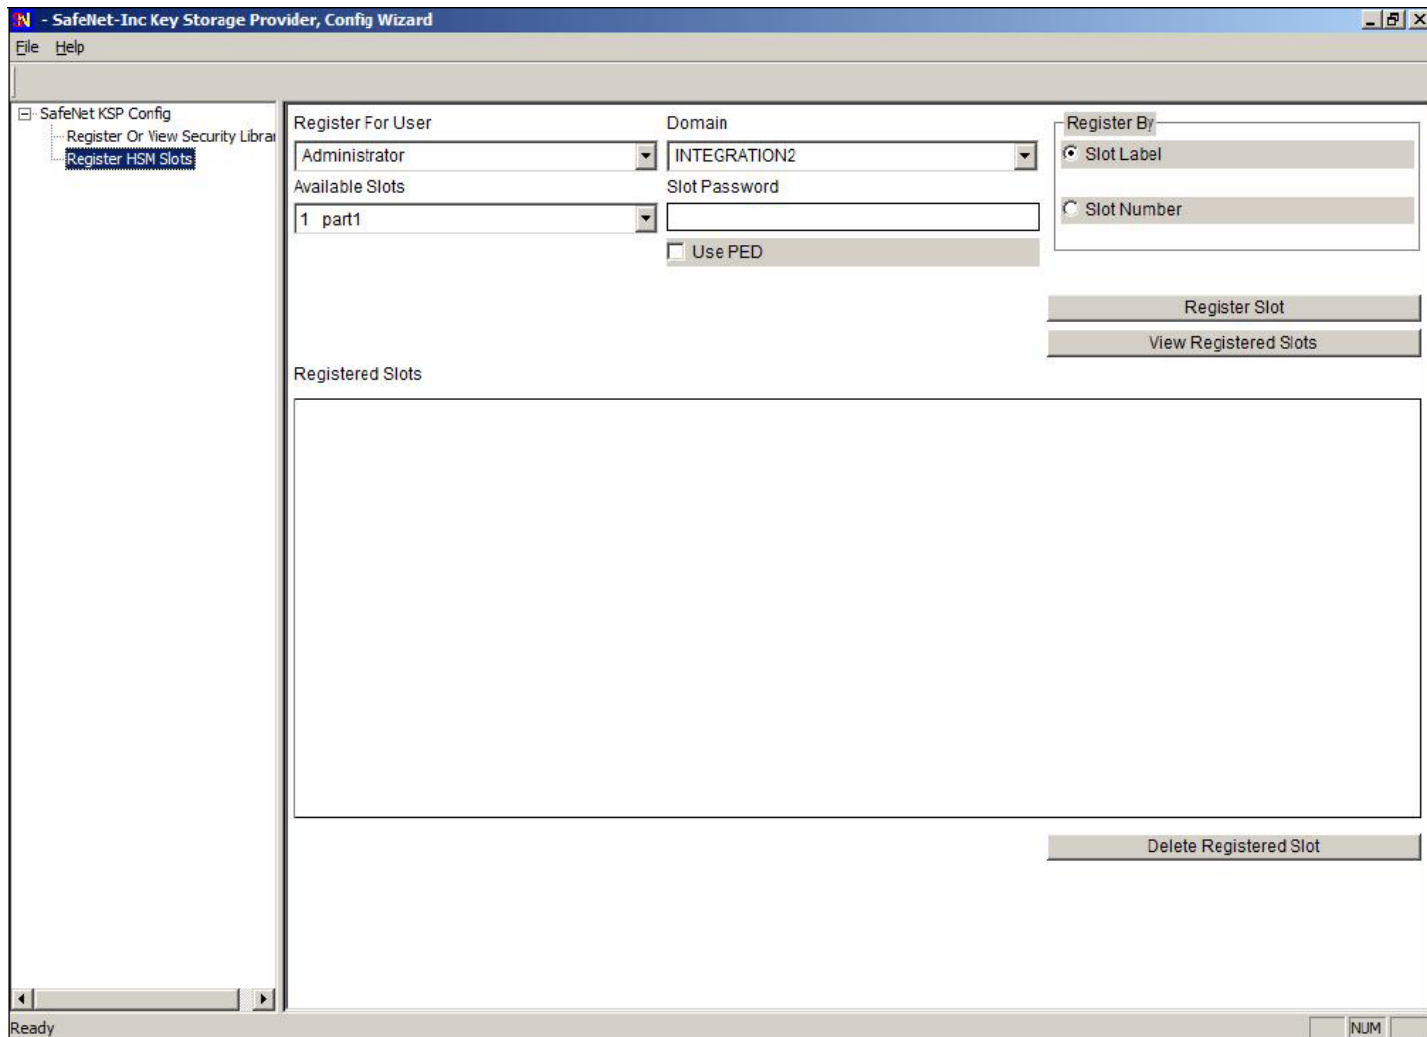 SN - SafeNet-Inc Key Storage Provider, Config Wizard
File Help
SafeNet KSP Config
Register Or View Security Librar
Register HSM Slots
Register For User
Domain
Register By
Administrator
INTEGRATION2
Slot Label
Available Slots
Slot Password
1 part1
Slot Number
Use PED
Register Slot
View Registered Slots
Registered Slots
Delete Registered Slot
Ready
NUM